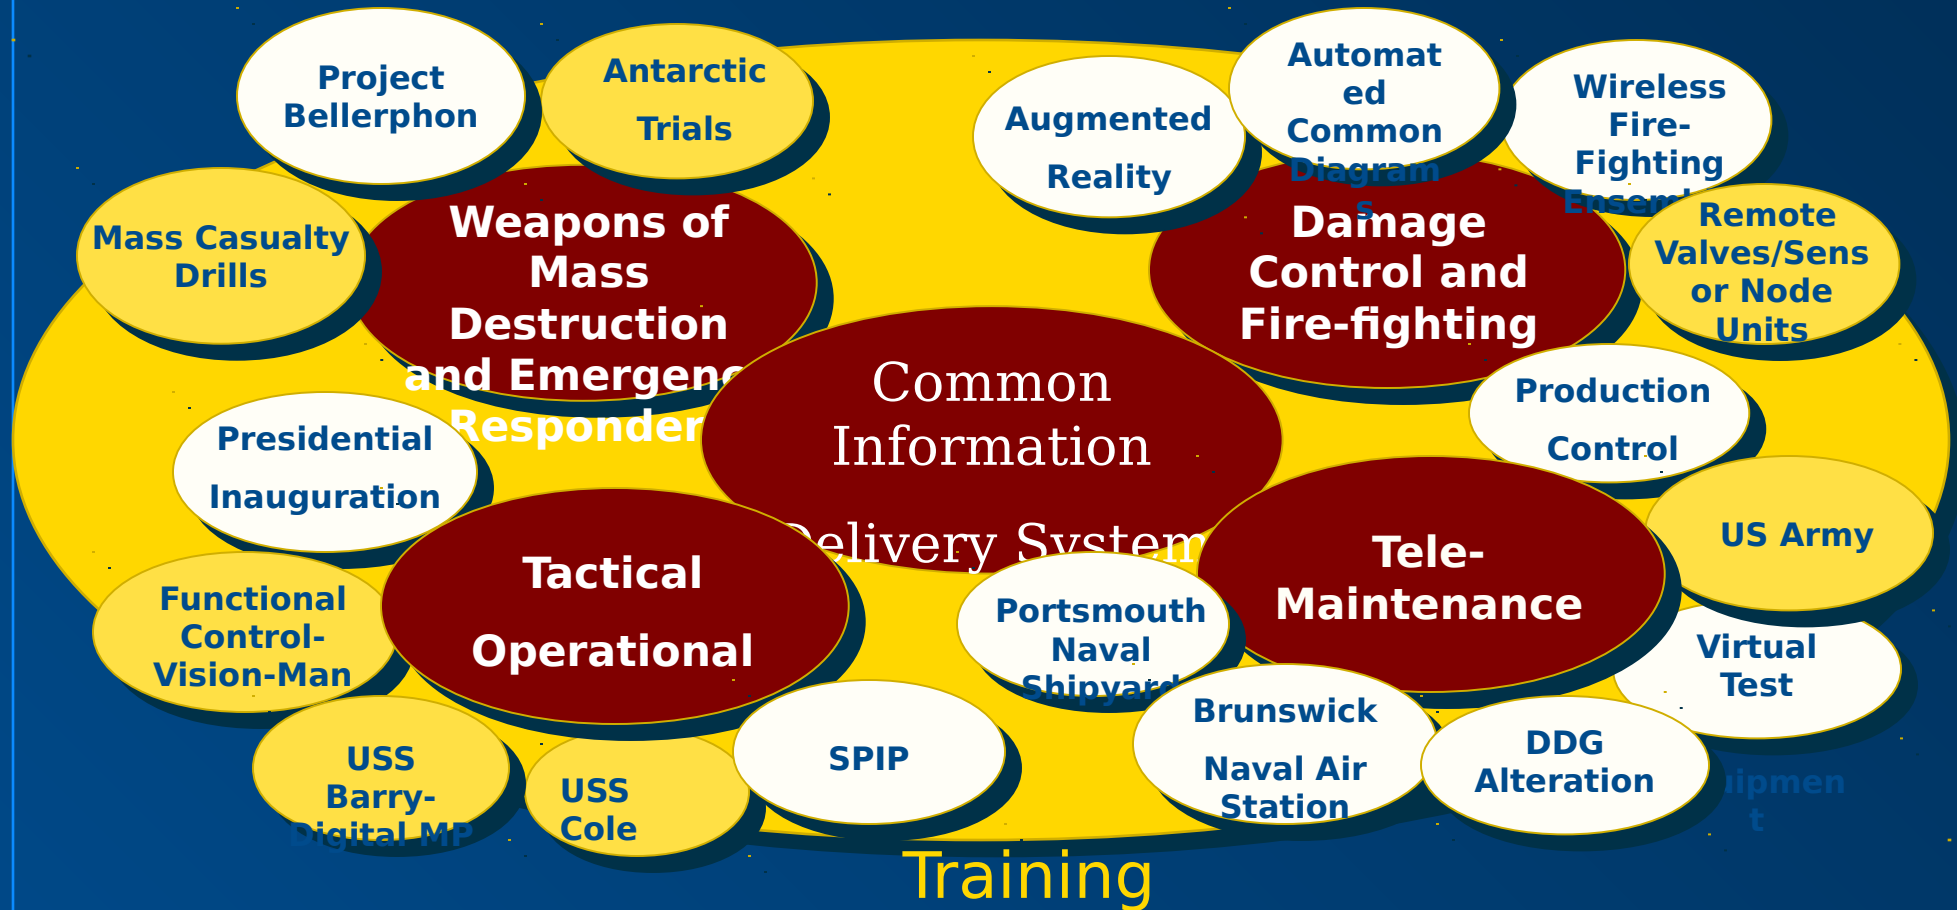 Project
Bellerphon
Antarctic
Trials
Augmented
Reality
Automat
ed
Common
Diagram
s
Wireless
Fire-
Fighting
Mass Casualty
Drills
Weapons of
Mass
Destruction
and
Damage
Control and
Fire-fighting
Remote
Valves/Sens
or Node
Units
Common
Information
System
Production
Control
Presidential
Inauguration
Tactical
Operational
Tele-
Maintenance
US Army
Functional
Control-
Vision-Man
Portsmouth
Naval
Shipyard
Virtual
Test
USS
Barry-
Digital MP
USS
Cole
SPIP
Brunswick
Naval Air
Station
DDG
Alteration
t
Training